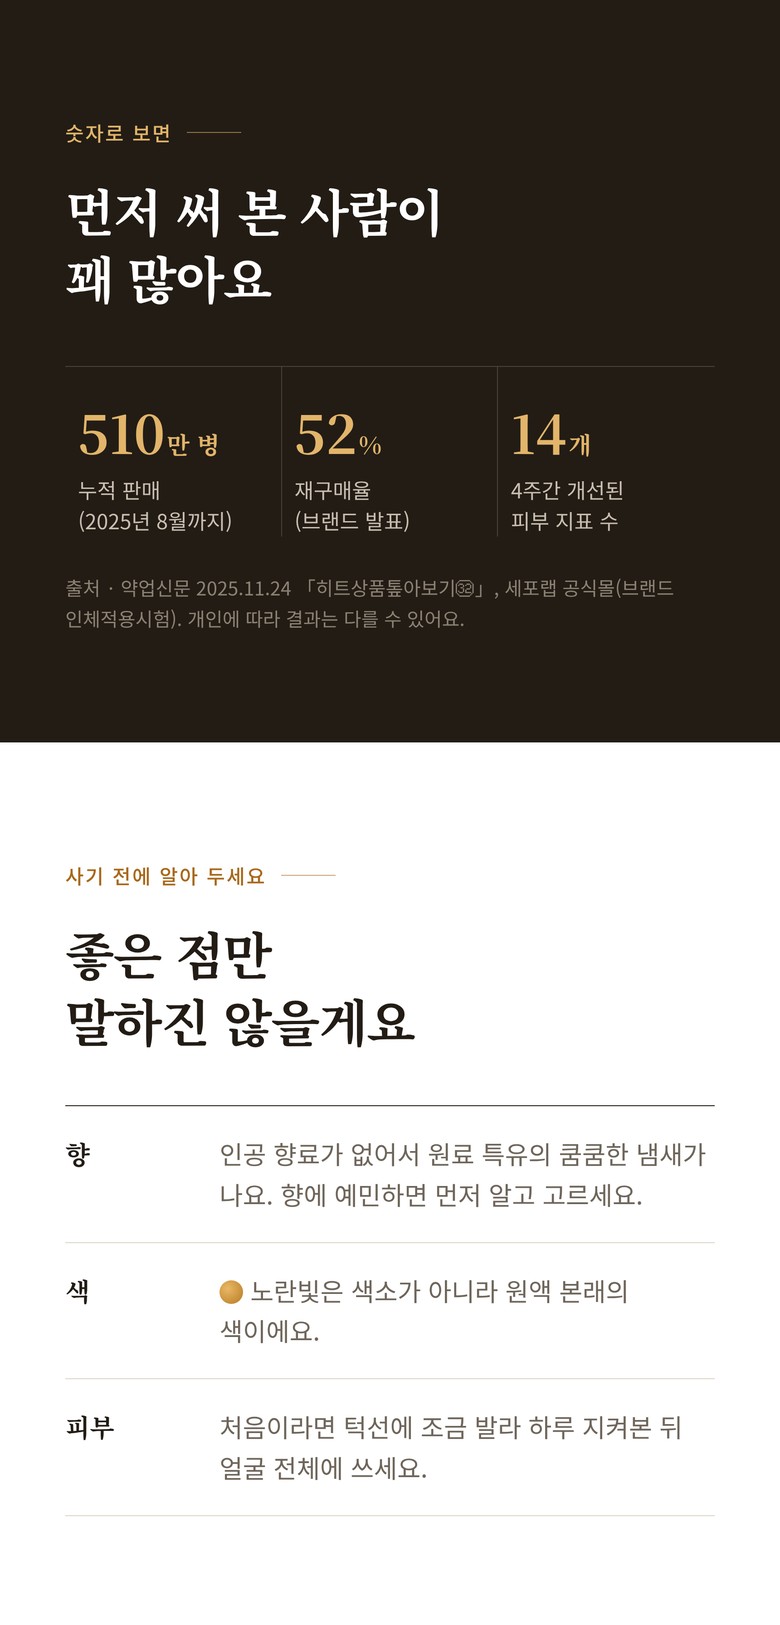 숫자로 보면
먼저 써 본 사람이
꽤 많아요
510만 병
누적 판매
(2025년 8월까지)
52%
재구매율
(브랜드 발표)
14개
4주간 개선된
피부 지표 수
출처 · 약업신문 2025.11.24 「히트상품톺아보기㉜」, 세포랩 공식몰(브랜드
인체적용시험). 개인에 따라 결과는 다를 수 있어요.
사기 전에 알아 두세요
좋은 점만
말하진 않을게요
향
인공 향료가 없어서 원료 특유의 쿰쿰한 냄새가
나요. 향에 예민하면 먼저 알고 고르세요.
색
노란빛은 색소가 아니라 원액 본래의
색이에요.
피부
처음이라면 턱선에 조금 발라 하루 지켜본 뒤
얼굴 전체에 쓰세요.